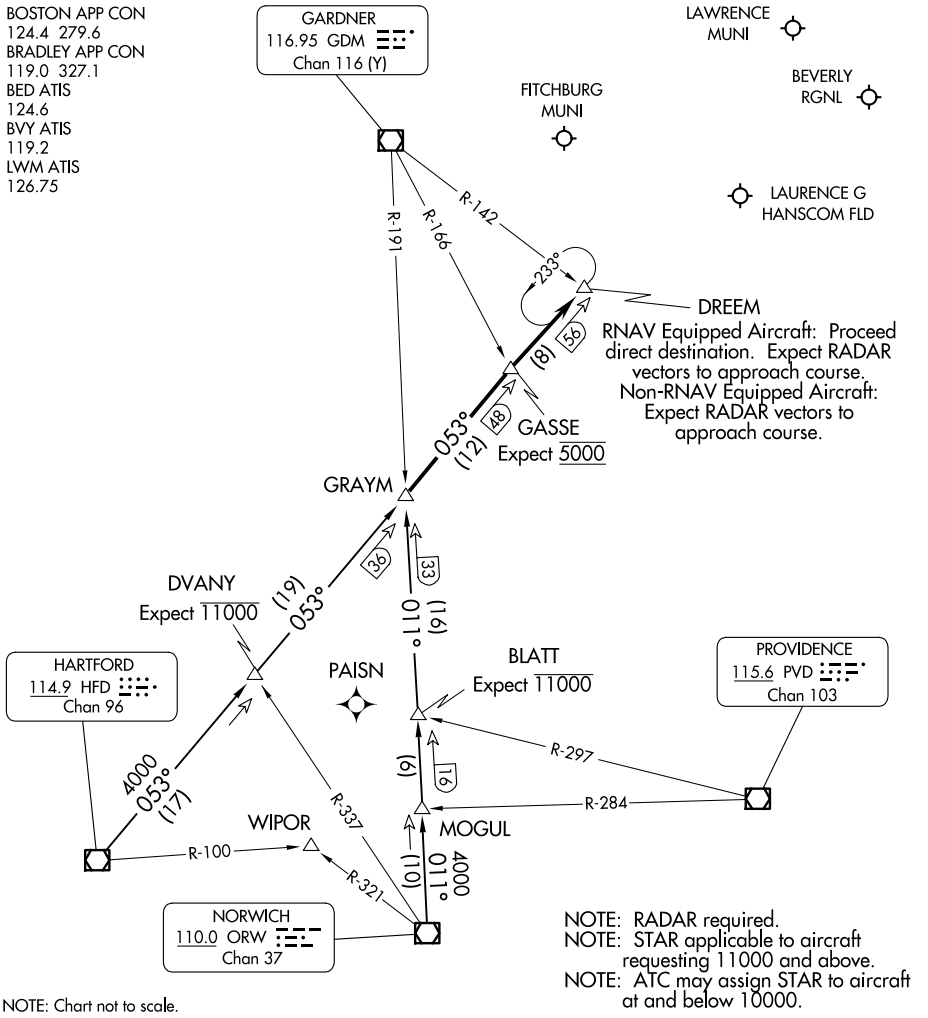 BOSTON APP CON
124.4 279.6
BRADLEY APP CON
119.0 327.1
BED ATIS
124.6
BVY ATIS
119.2
LWM ATIS
126.75
GARDNER
116.95 GDM
Chan 116 (Y)
LAWRENCE
MUNI
BEVERLY
RGNL
FITCHBURG
MUNI
LAURENCE G
HANSCOM FLD
R-191
R-166
R-142
233°
DREEM
RNAV Equipped Aircraft: Proceed
direct destination. Expect RADAR
vectors to approach course.
Non-RNAV Equipped Aircraft:
Expect RADAR vectors to
approach course.
56
(8)
48
GASSE
Expect 5000
053°
(12)
GRAYM
36
33
(19)
053°
(16)
011°
DVANY
Expect 11000
HARTFORD
114.9 HFD
Chan 96
PAISN
BLATT
Expect 11000
PROVIDENCE
115.6 PVD
Chan 103
R-297
R-284
(6)
16
4000
053°
(17)
R-337
WIPOR
R-100
R-321
MOGUL
(10)
4000
011°
NORWICH
110.0 ORW
Chan 37
NOTE: RADAR required.
NOTE: STAR applicable to aircraft
requesting 11000 and above.
NOTE: ATC may assign STAR to aircraft
at and below 10000.
NOTE: Chart not to scale.